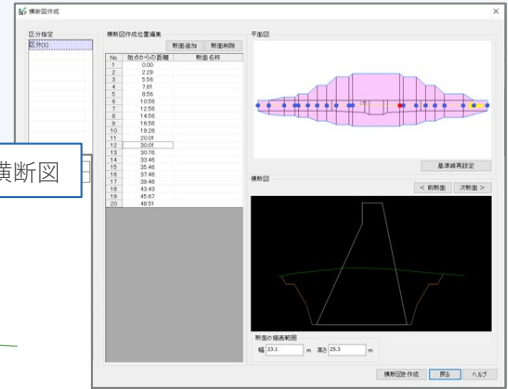 横断図作成
区分指定
区分(1)
横断図作成位置編集
断面追加 断面削除
No. 始点からの距離 断面名称
1 0.00
2 2.29
3 5.56
4 7.81
5 8.56
6 10.56
7 12.56
8 14.56
9 16.56
10 19.26
11 20.01
12 30.01
13 30.76
14 33.46
15 35.46
16 37.46
17 39.46
18 43.43
19 45.67
20 48.51
平面図
基準線再設定
横断図
< 前断面 次断面 >
断面の描画範囲
幅 23.1 m 高さ 25.3 m
横断図を作成 戻る ヘルプ
横断図